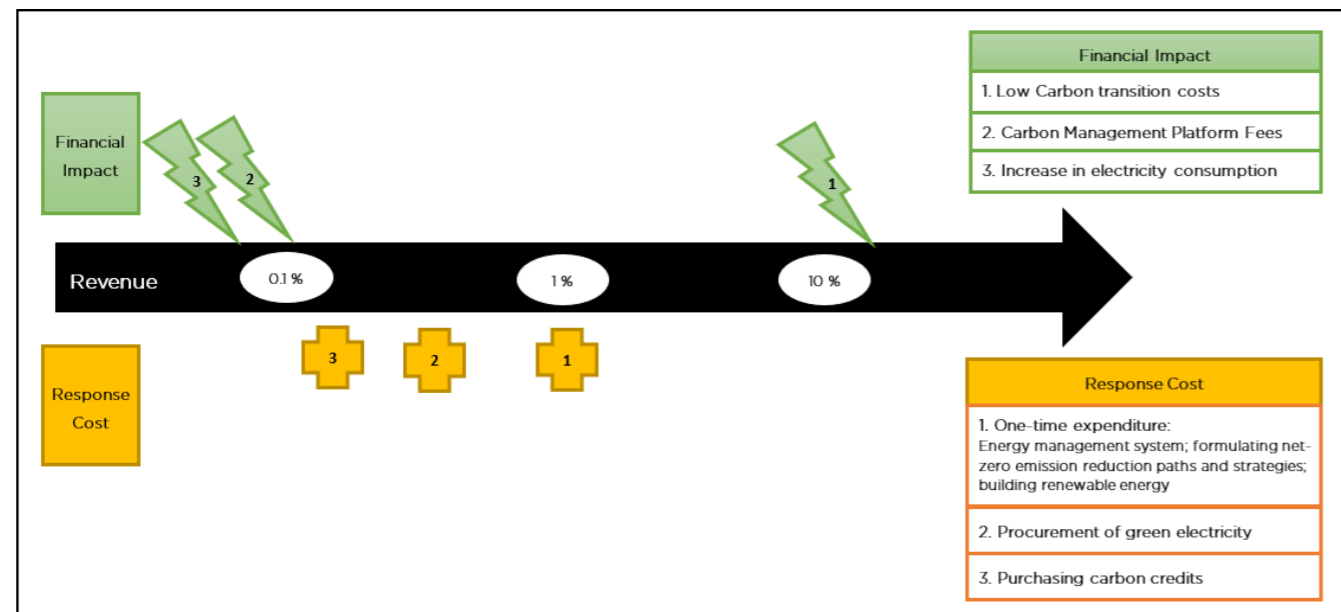 Financial
Impact
3
2
1
Revenue
0.1 %
1 %
10 %
3
2
1
Response
Cost
Financial Impact
1. Low Carbon transition costs
2. Carbon Management Platform Fees
3. Increase in electricity consumption
Response Cost
1. One-time expenditure:
Energy management system; formulating net-
zero emission reduction paths and strategies;
building renewable energy
2. Procurement of green electricity
3. Purchasing carbon credits